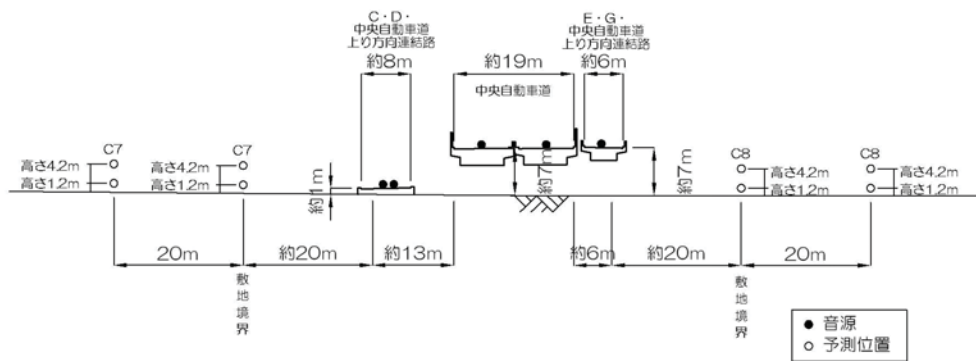 C・D・
中央自動車道
上り方向連結路
約8m
約19m
中央自動車道
E・G・
中央自動車道
上り方向連結路
約6m
C7
高さ4.2m
高さ1.2m
C7
高さ4.2m
高さ1.2m
約1m
約7m
約7m
C8
高さ4.2m
高さ1.2m
C8
高さ4.2m
高さ1.2m
20m
約20m
約13m
約6m
約20m
20m
敷地境界
敷地境界
● 音源
○ 予測位置